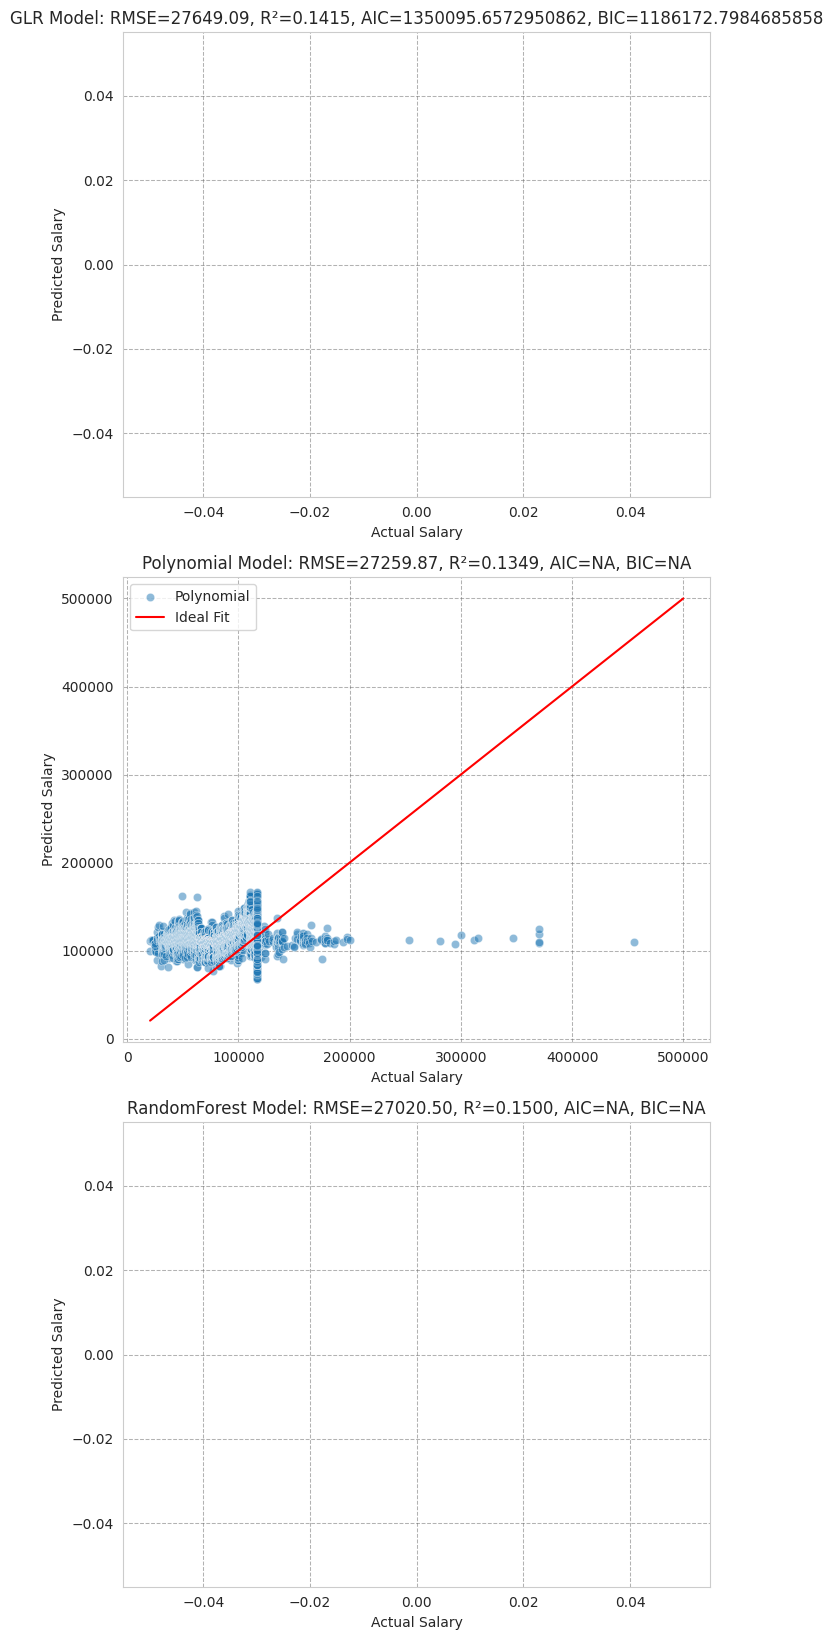 GLR Model: RMSE=27649.09, R²=0.1415, AIC=1350095.6572950862, BIC=1186172.7984685858
0.04
0.02
0.00
−0.02
−0.04
Predicted Salary
−0.04 −0.02 0.00 0.02 0.04
Actual Salary
Polynomial Model: RMSE=27259.87, R²=0.1349, AIC=NA, BIC=NA
Polynomial
Ideal Fit
500000
400000
300000
200000
100000
0
Predicted Salary
0 100000 200000 300000 400000 500000
Actual Salary
RandomForest Model: RMSE=27020.50, R²=0.1500, AIC=NA, BIC=NA
0.04
0.02
0.00
−0.02
−0.04
Predicted Salary
−0.04 −0.02 0.00 0.02 0.04
Actual Salary